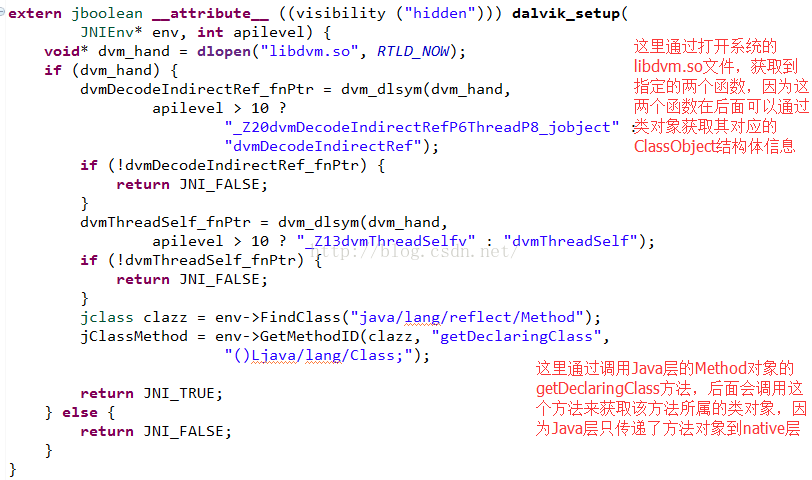 extern jboolean __attribute__ ((visibility ("hidden"))) dalvik_setup(
JNIEnv* env, int apilevel) {
void* dvm_hand = dlopen("libdvm.so", RTLD_NOW);
if (dvm_hand) {
dvmDecodeIndirectRef_fnPtr = dvm_dlsym(dvm_hand,
apilevel > 10 ?
"_Z20dvmDecodeIndirectRefP6ThreadP8_jobject" :
"dvmDecodeIndirectRef");
if (!dvmDecodeIndirectRef_fnPtr) {
return JNI_FALSE;
}
dvmThreadSelf_fnPtr = dvm_dlsym(dvm_hand,
apilevel > 10 ? "_Z13dvmThreadSelfv" : "dvmThreadSelf");
if (!dvmThreadSelf_fnPtr) {
return JNI_FALSE;
}
jclass clazz = env->FindClass("java/lang/reflect/Method");
jClassMethod = env->GetMethodID(clazz, "getDeclaringClass",
"()Ljava/lang/Class;");
return JNI_TRUE;
} else {
return JNI_FALSE;
}
}
这里通过打开系统的
libdvm.so文件，获取到
指定的两个函数，因为这
两个函数在后面可以通过
类对象获取其对应的
ClassObject结构体信息
http://blog.csdn.net/
这里通过调用Java层的Method对象的
getDeclaringClass方法，后面会调用这
个方法来获取该方法所属的类对象，因
为Java层只传递了方法对象到native层